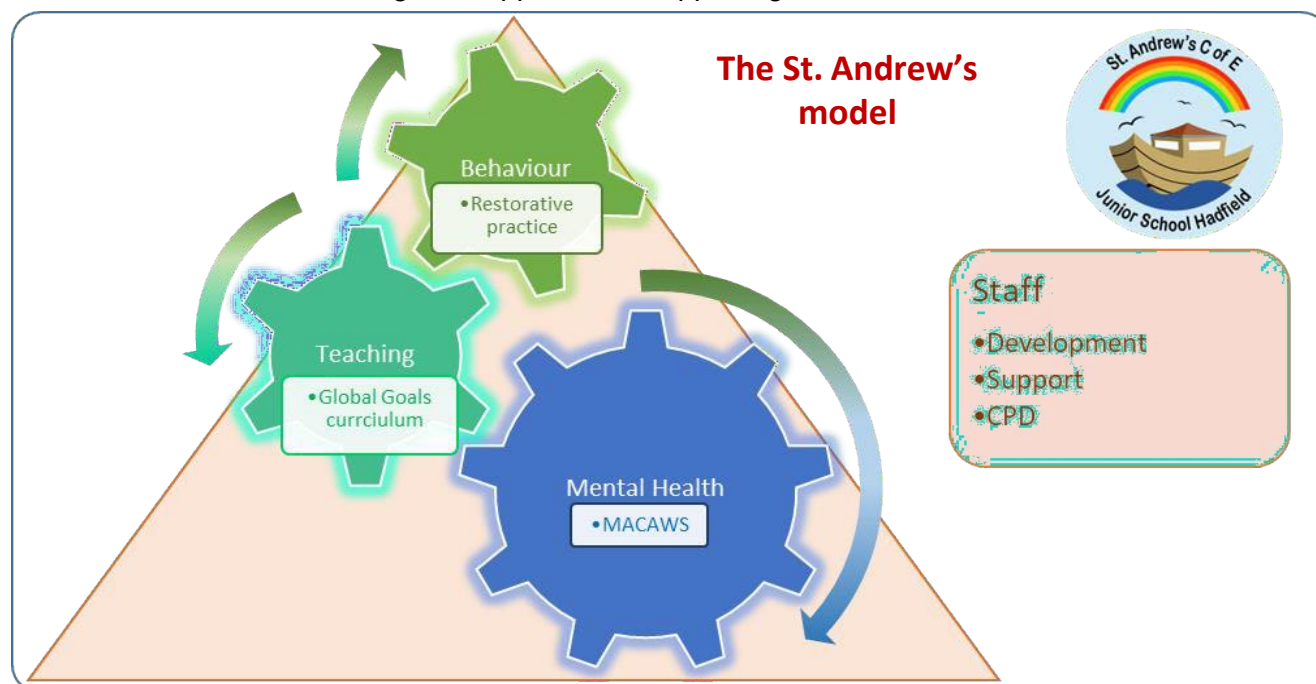 The St. Andrew's
model
St. Andrew's C of E
Junior School Hadfield
Behaviour
•Restorative
practice
Teaching
•Global Goals
currciulum
Mental Health
•MACAWS
Staff
•Development
•Support
•CPD